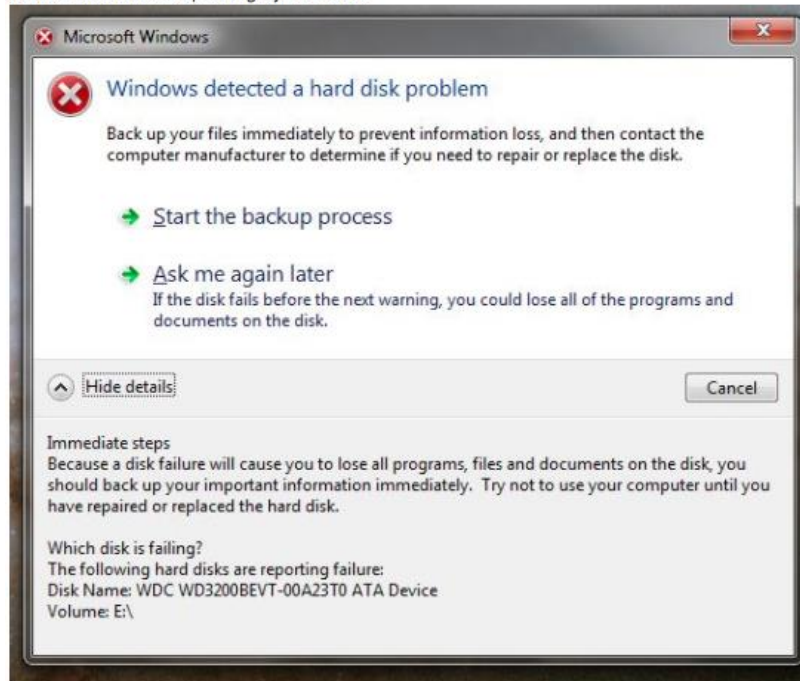 Microsoft Windows
Windows detected a hard disk problem
Back up your files immediately to prevent information loss, and then contact the
computer manufacturer to determine if you need to repair or replace the disk.
Start the backup process
Ask me again later
If the disk fails before the next warning, you could lose all of the programs and
documents on the disk.
Hide details
Cancel
Immediate steps
Because a disk failure will cause you to lose all programs, files and documents on the disk, you
should back up your important information immediately. Try not to use your computer until you
have repaired or replaced the hard disk.
Which disk is failing?
The following hard disks are reporting failure:
Disk Name: WDC WD3200BEVT-00A23T0 ATA Device
Volume: E:\